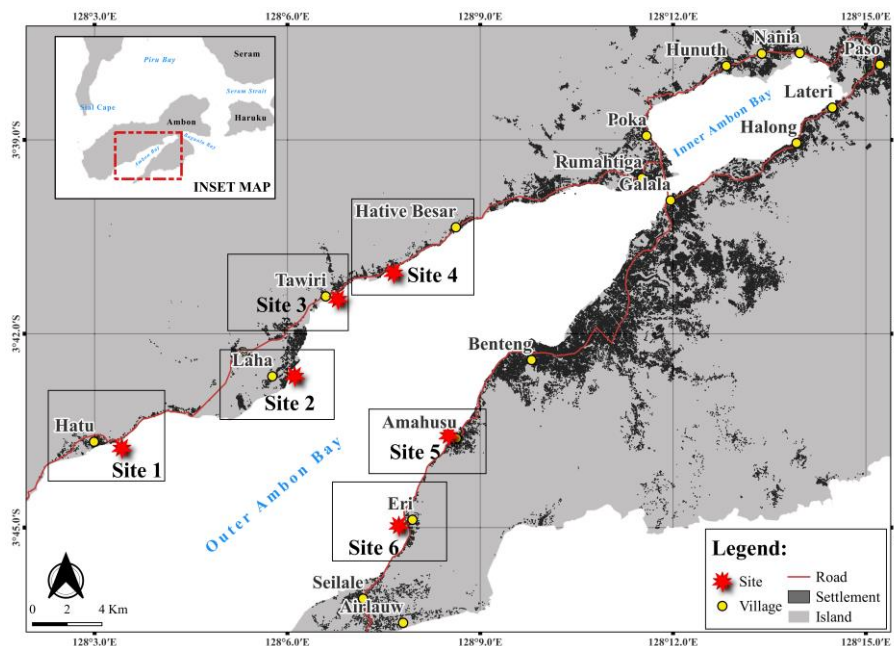 128°3'0"E 128°6'0"E 128°9'0"E 128°12'0"E 128°15'0"E
Piru Bay
Seram
Seram Strait
Sial Cape
Ambon
Haruku
Baguala Bay
Ambon Bay
INSET MAP
Nania
Hunuth
Paso
Lateri
Poka
Halong
Inner Ambon Bay
3°39'0"S
Rumahtiga
Galala
Hative Besar
Site 4
Tawiri
Site 3
3°42'0"S
Benteng
Laha
Site 2
Amahusu
Hatu
Site 1
Site 5
Outer Ambon Bay
Eri
3°45'0"S
Site 6
Seilale
Airlauw
Legend:
Site
Road
Village
Settlement
Island
0 2 4 Km
128°3'0"E 128°6'0"E 128°9'0"E 128°12'0"E 128°15'0"E